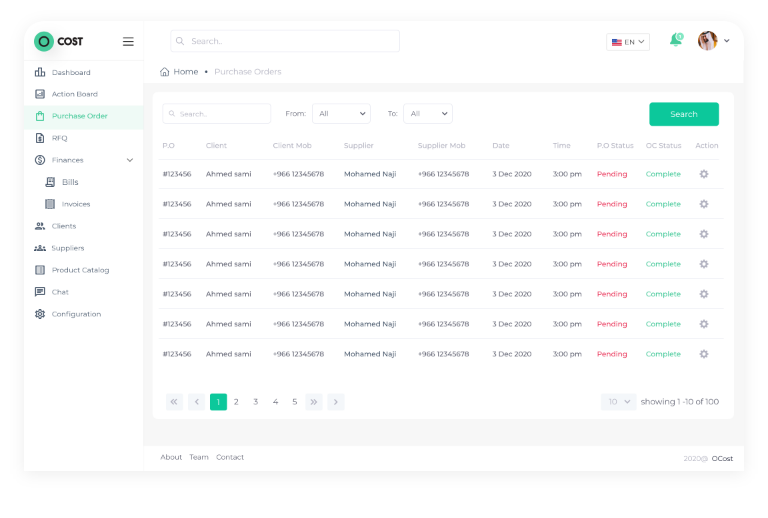 OCOST
Search..
EN
1
Home • Purchase Orders
Dashboard
Action Board
Purchase Order
RFQ
Finances
Bills
Invoices
Clients
Suppliers
Product Catalog
Chat
Configuration
Search.. From: All To: All Search
P.O Client Client Mob Supplier Supplier Mob Date Time P.O Status OC Status Action
#123456 Ahmed sami +966 12345678 Mohamed Naji +966 12345678 3 Dec 2020 3:00 pm Pending Complete
#123456 Ahmed sami +966 12345678 Mohamed Naji +966 12345678 3 Dec 2020 3:00 pm Pending Complete
#123456 Ahmed sami +966 12345678 Mohamed Naji +966 12345678 3 Dec 2020 3:00 pm Pending Complete
#123456 Ahmed sami +966 12345678 Mohamed Naji +966 12345678 3 Dec 2020 3:00 pm Pending Complete
#123456 Ahmed sami +966 12345678 Mohamed Naji +966 12345678 3 Dec 2020 3:00 pm Pending Complete
#123456 Ahmed sami +966 12345678 Mohamed Naji +966 12345678 3 Dec 2020 3:00 pm Pending Complete
#123456 Ahmed sami +966 12345678 Mohamed Naji +966 12345678 3 Dec 2020 3:00 pm Pending Complete
« < 1 2 3 4 5 » > 10 showing 1 -10 of 100
About Team Contact 2020@ OCost